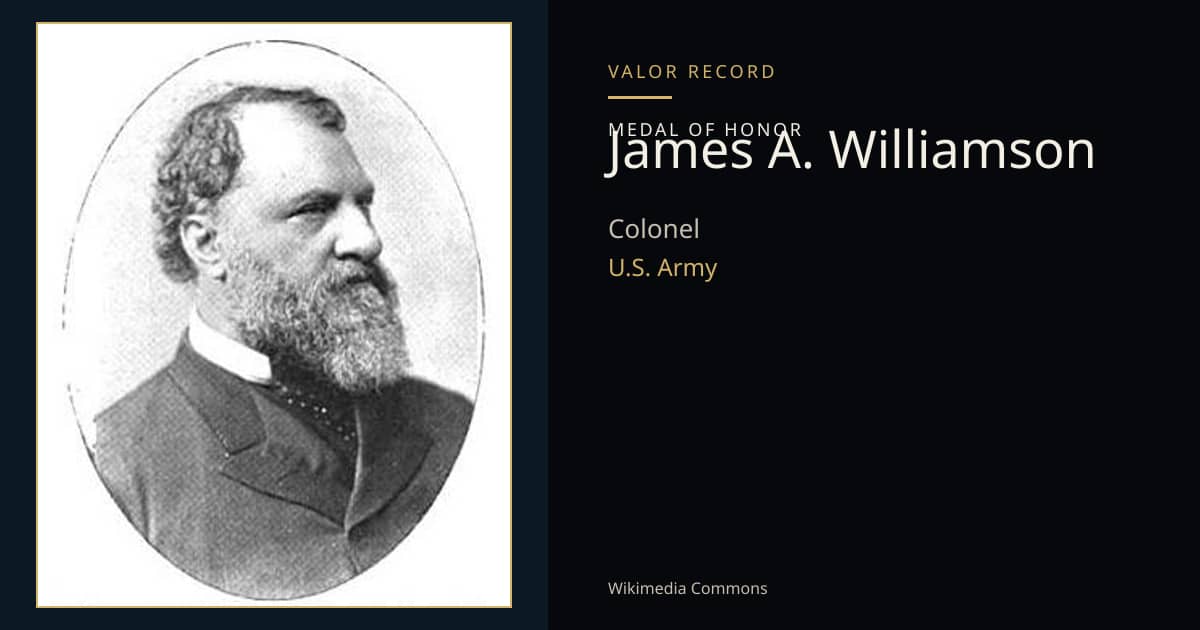 VALOR RECORD
MEDAL OF HONOR
James A. Williamson
Colonel
U.S. Army
Wikimedia Commons